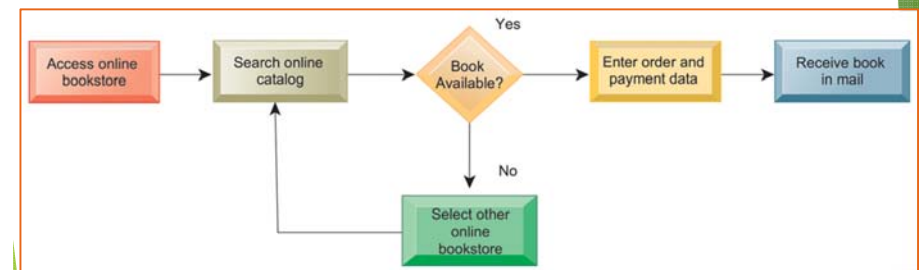 Yes
Access online
bookstore
Search online
catalog
Book
Available?
Enter order and
payment data
Receive book
in mail
No
Select other
online
bookstore